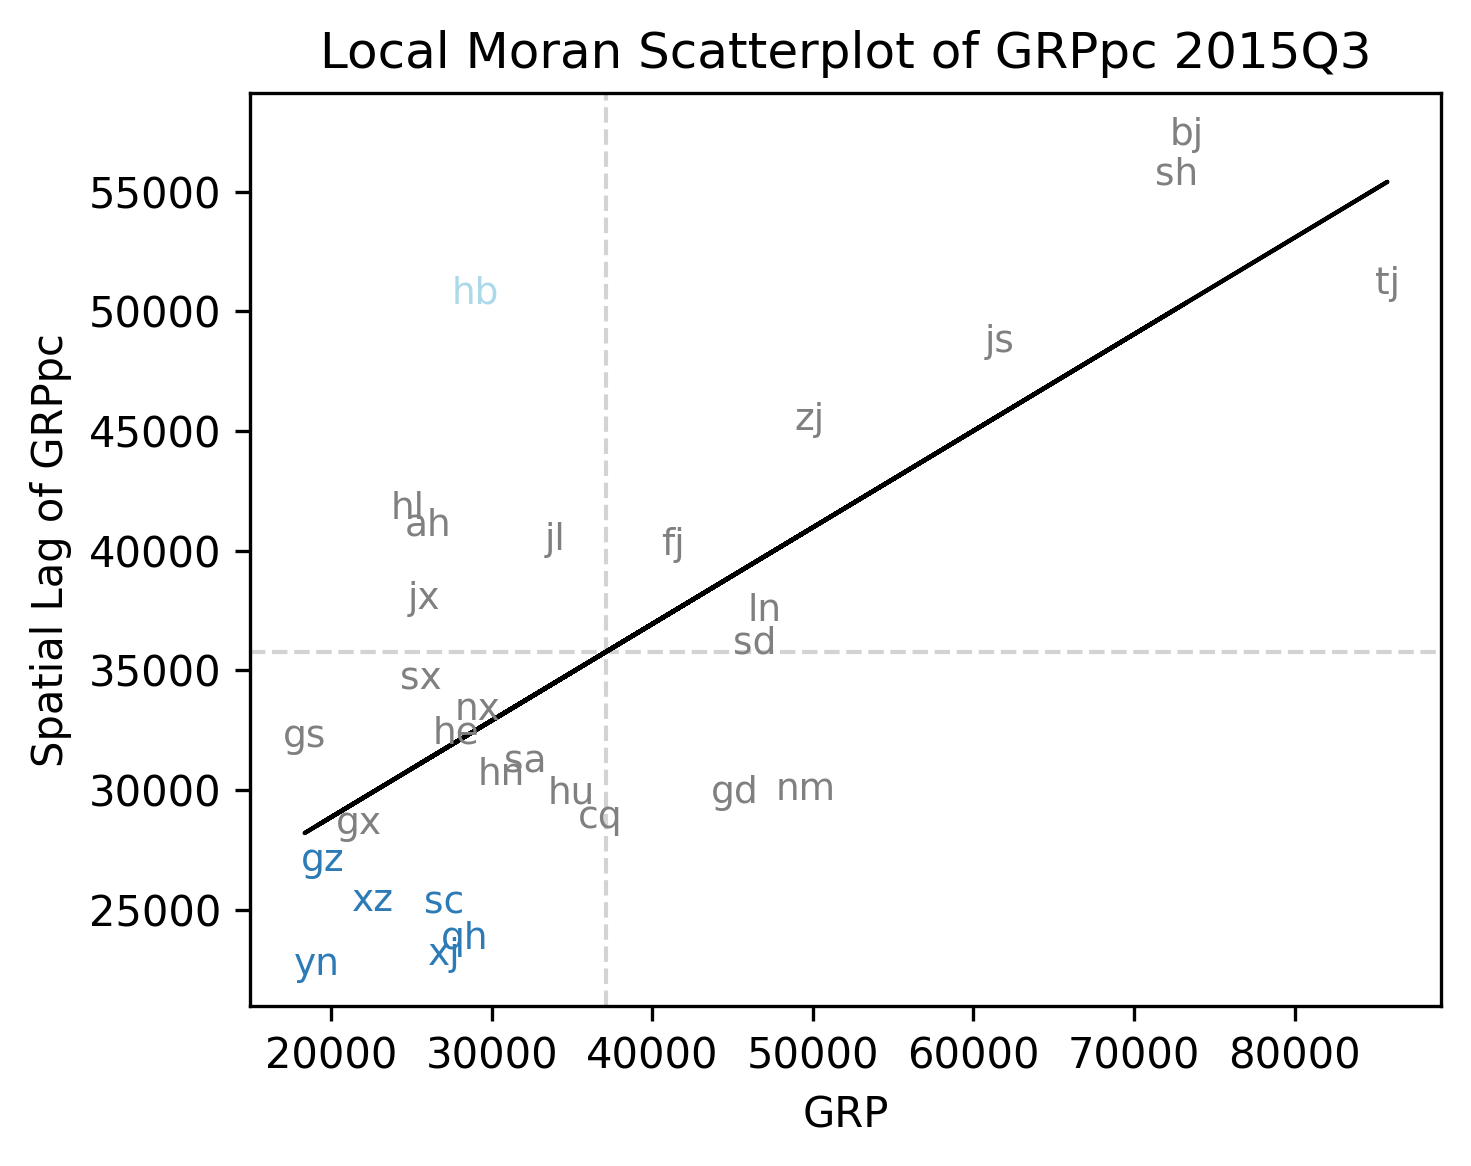 Local Moran Scatterplot of GRPpc 2015Q3
bj
sh
55000
tj
hb
50000
js
zj
45000
hl
ah
jl
fj
40000
jx
ln
sd
35000
sx
nx
he
gs
sa
hn
hu
gd
nm
30000
cq
gx
gz
xz
sc
25000
qh
xj
yn
Spatial Lag of GRPpc
20000 30000 40000 50000 60000 70000 80000
GRP